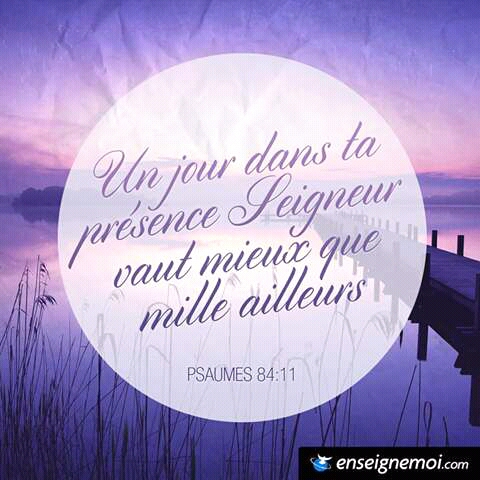 Un jour dans ta
présence Seigneur
vaut mieux que
mille ailleurs
PSAUMES 84:11
enseignemoi.com